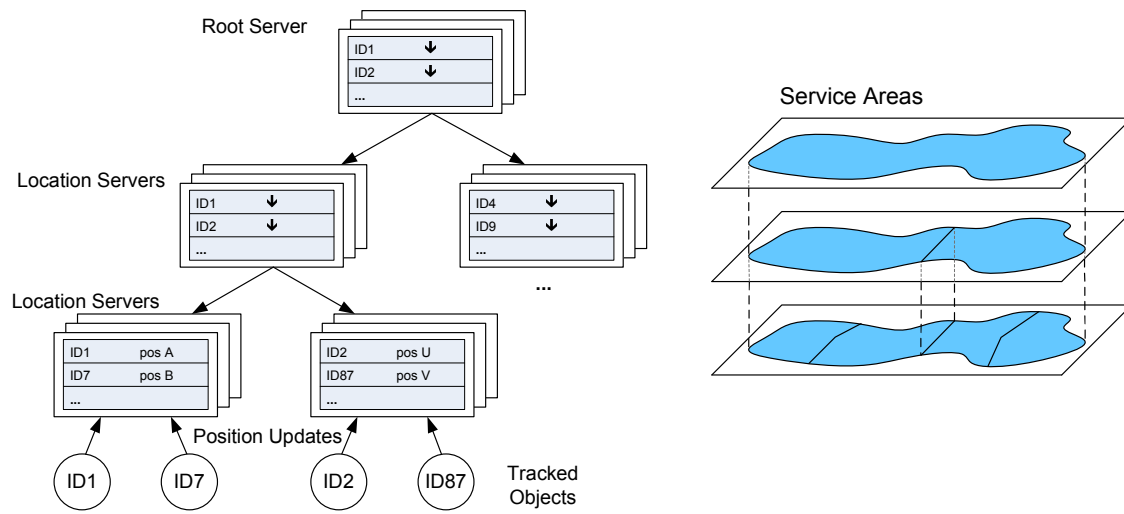 Root Server
ID1
ID2
...
Service Areas
Location Servers
ID1
ID2
...
ID4
ID9
...
...
Location Servers
ID1 pos A
ID7 pos B
...
ID2 pos U
ID87 pos V
...
Position Updates
ID1
ID7
ID2
ID87
Tracked
Objects